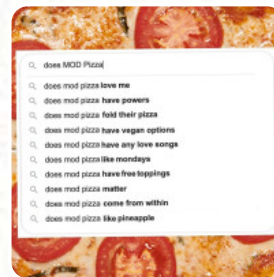 does MOD Pizza
does mod pizza love me
does mod pizza have powers
does mod pizza fold their pizza
does mod pizza have vegan options
does mod pizza have any love songs
does mod pizza like mondays
does mod pizza have free toppings
does mod pizza matter
does mod pizza come from within
does mod pizza like pineapple